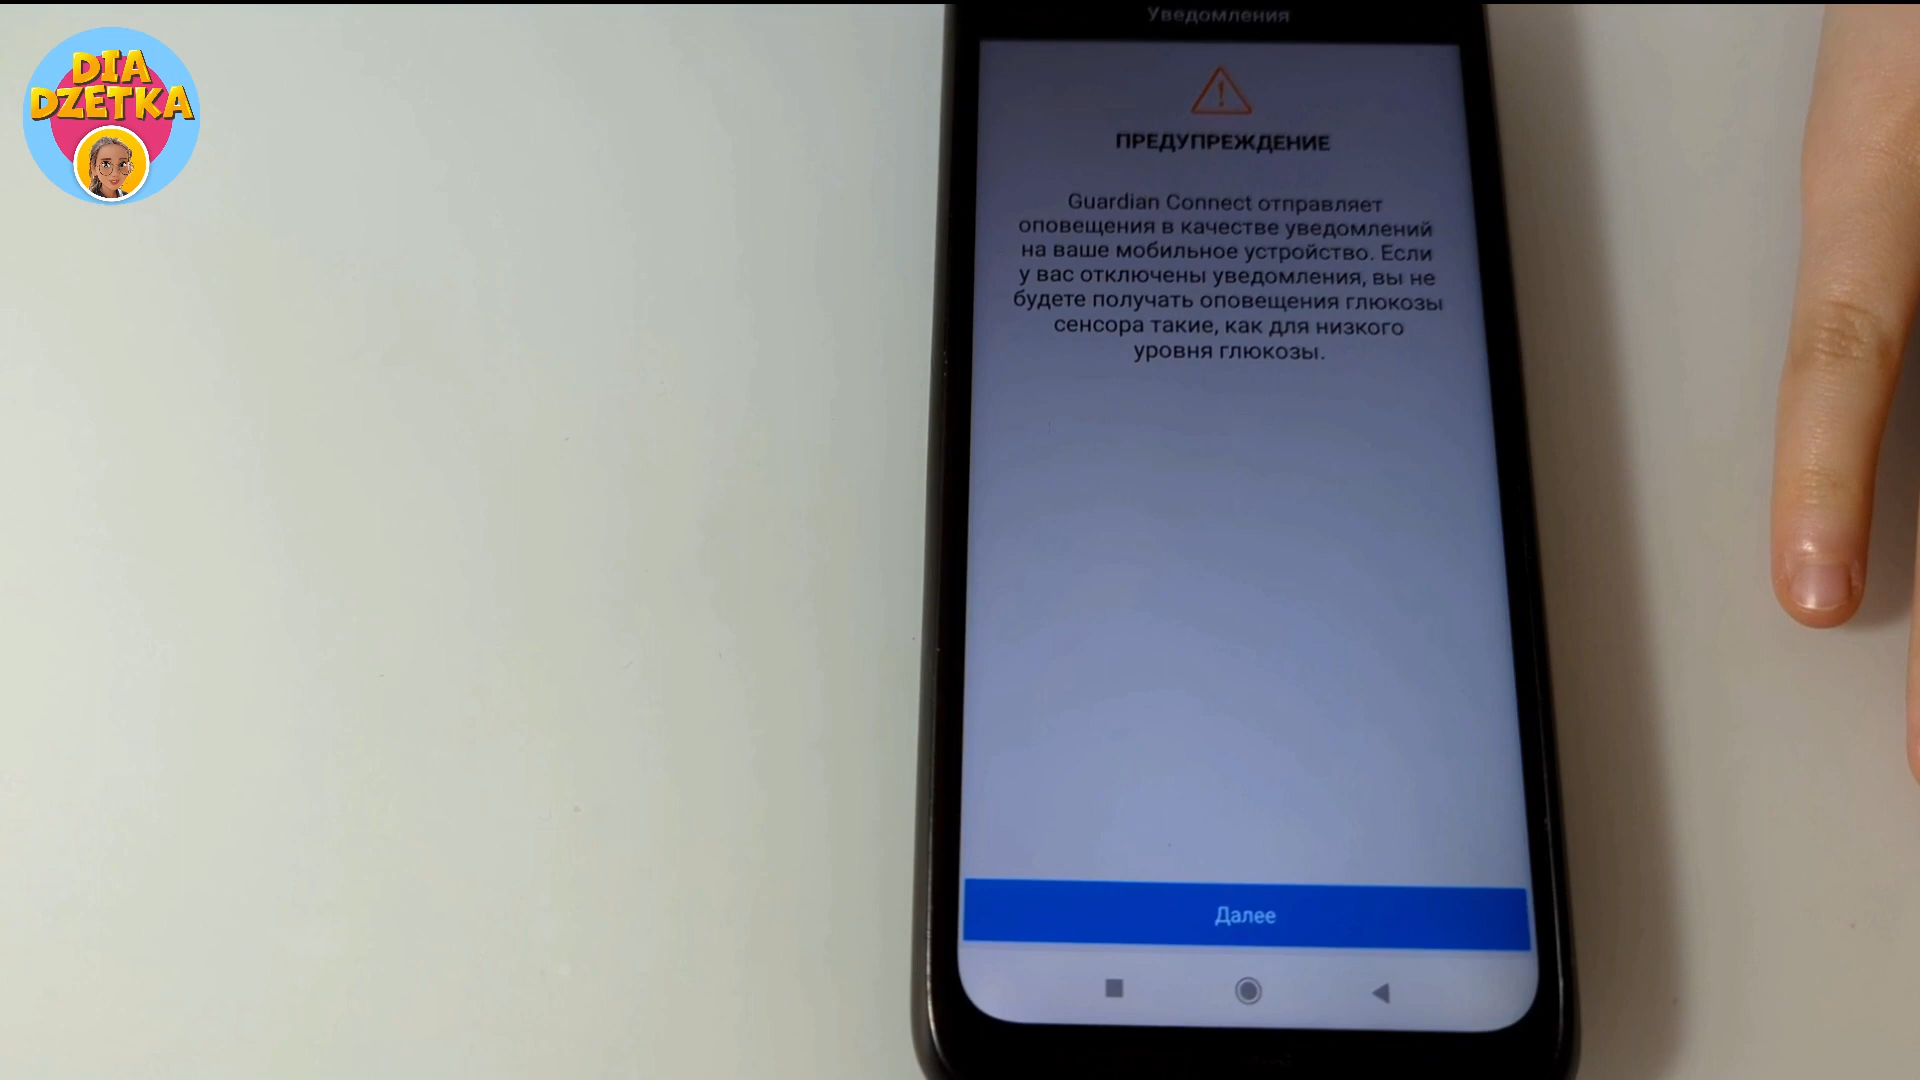 DIA
DZETKA
Уведомления
ПРЕДУПРЕЖДЕНИЕ
Guardian Connect отправляет
оповещения в качестве уведомлений
на ваше мобильное устройство. Если
у вас отключены уведомления, вы не
будете получать оповещения глюкозы
сенсора такие, как для низкого
уровня глюкозы.
Далее